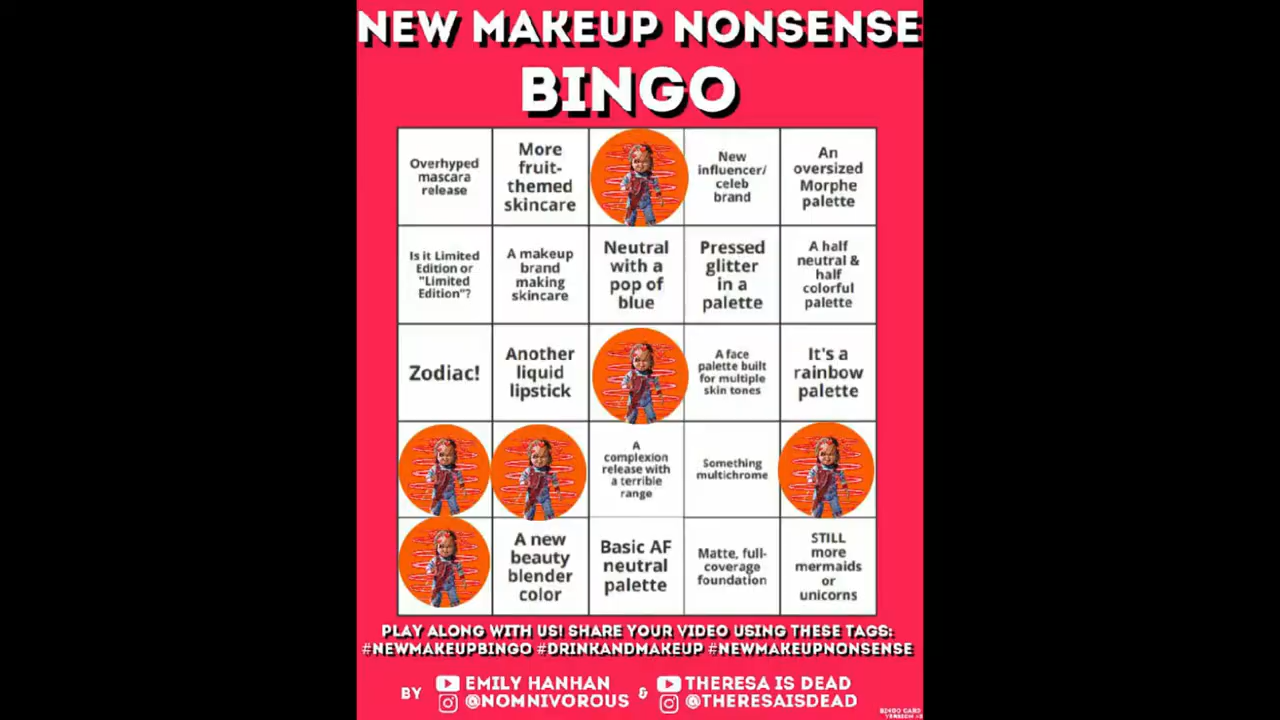 NEW MAKEUP NONSENSE
BINGO
Overhyped
mascara
release
More
fruit-
themed
skincare
New
influencer/
celeb
brand
An
oversized
Morphe
palette
Is it Limited
Edition or
"Limited
Edition"?
A makeup
brand
making
skincare
Neutral
with a
pop of
blue
Pressed
glitter
in a
palette
A half
neutral &
half
colorful
palette
Zodiac!
Another
liquid
lipstick
A face
palette built
for multiple
skin tones
It's a
rainbow
palette
A
complexion
release with
a terrible
range
Something
multichrome
A new
beauty
blender
color
Basic AF
neutral
palette
Matte, full-
coverage
foundation
STILL
more
mermaids
or
unicorns
PLAY ALONG WITH US! SHARE YOUR VIDEO USING THESE TAGS:
#NEWMAKEUPBINGO #DRINKANDMAKEUP #NEWMAKEUPNONSENSE
BY EMILY HANHAN & THERESA IS DEAD
@NOMNIVOROUS @THERESAISDEAD
BINGO CARD
VERSION